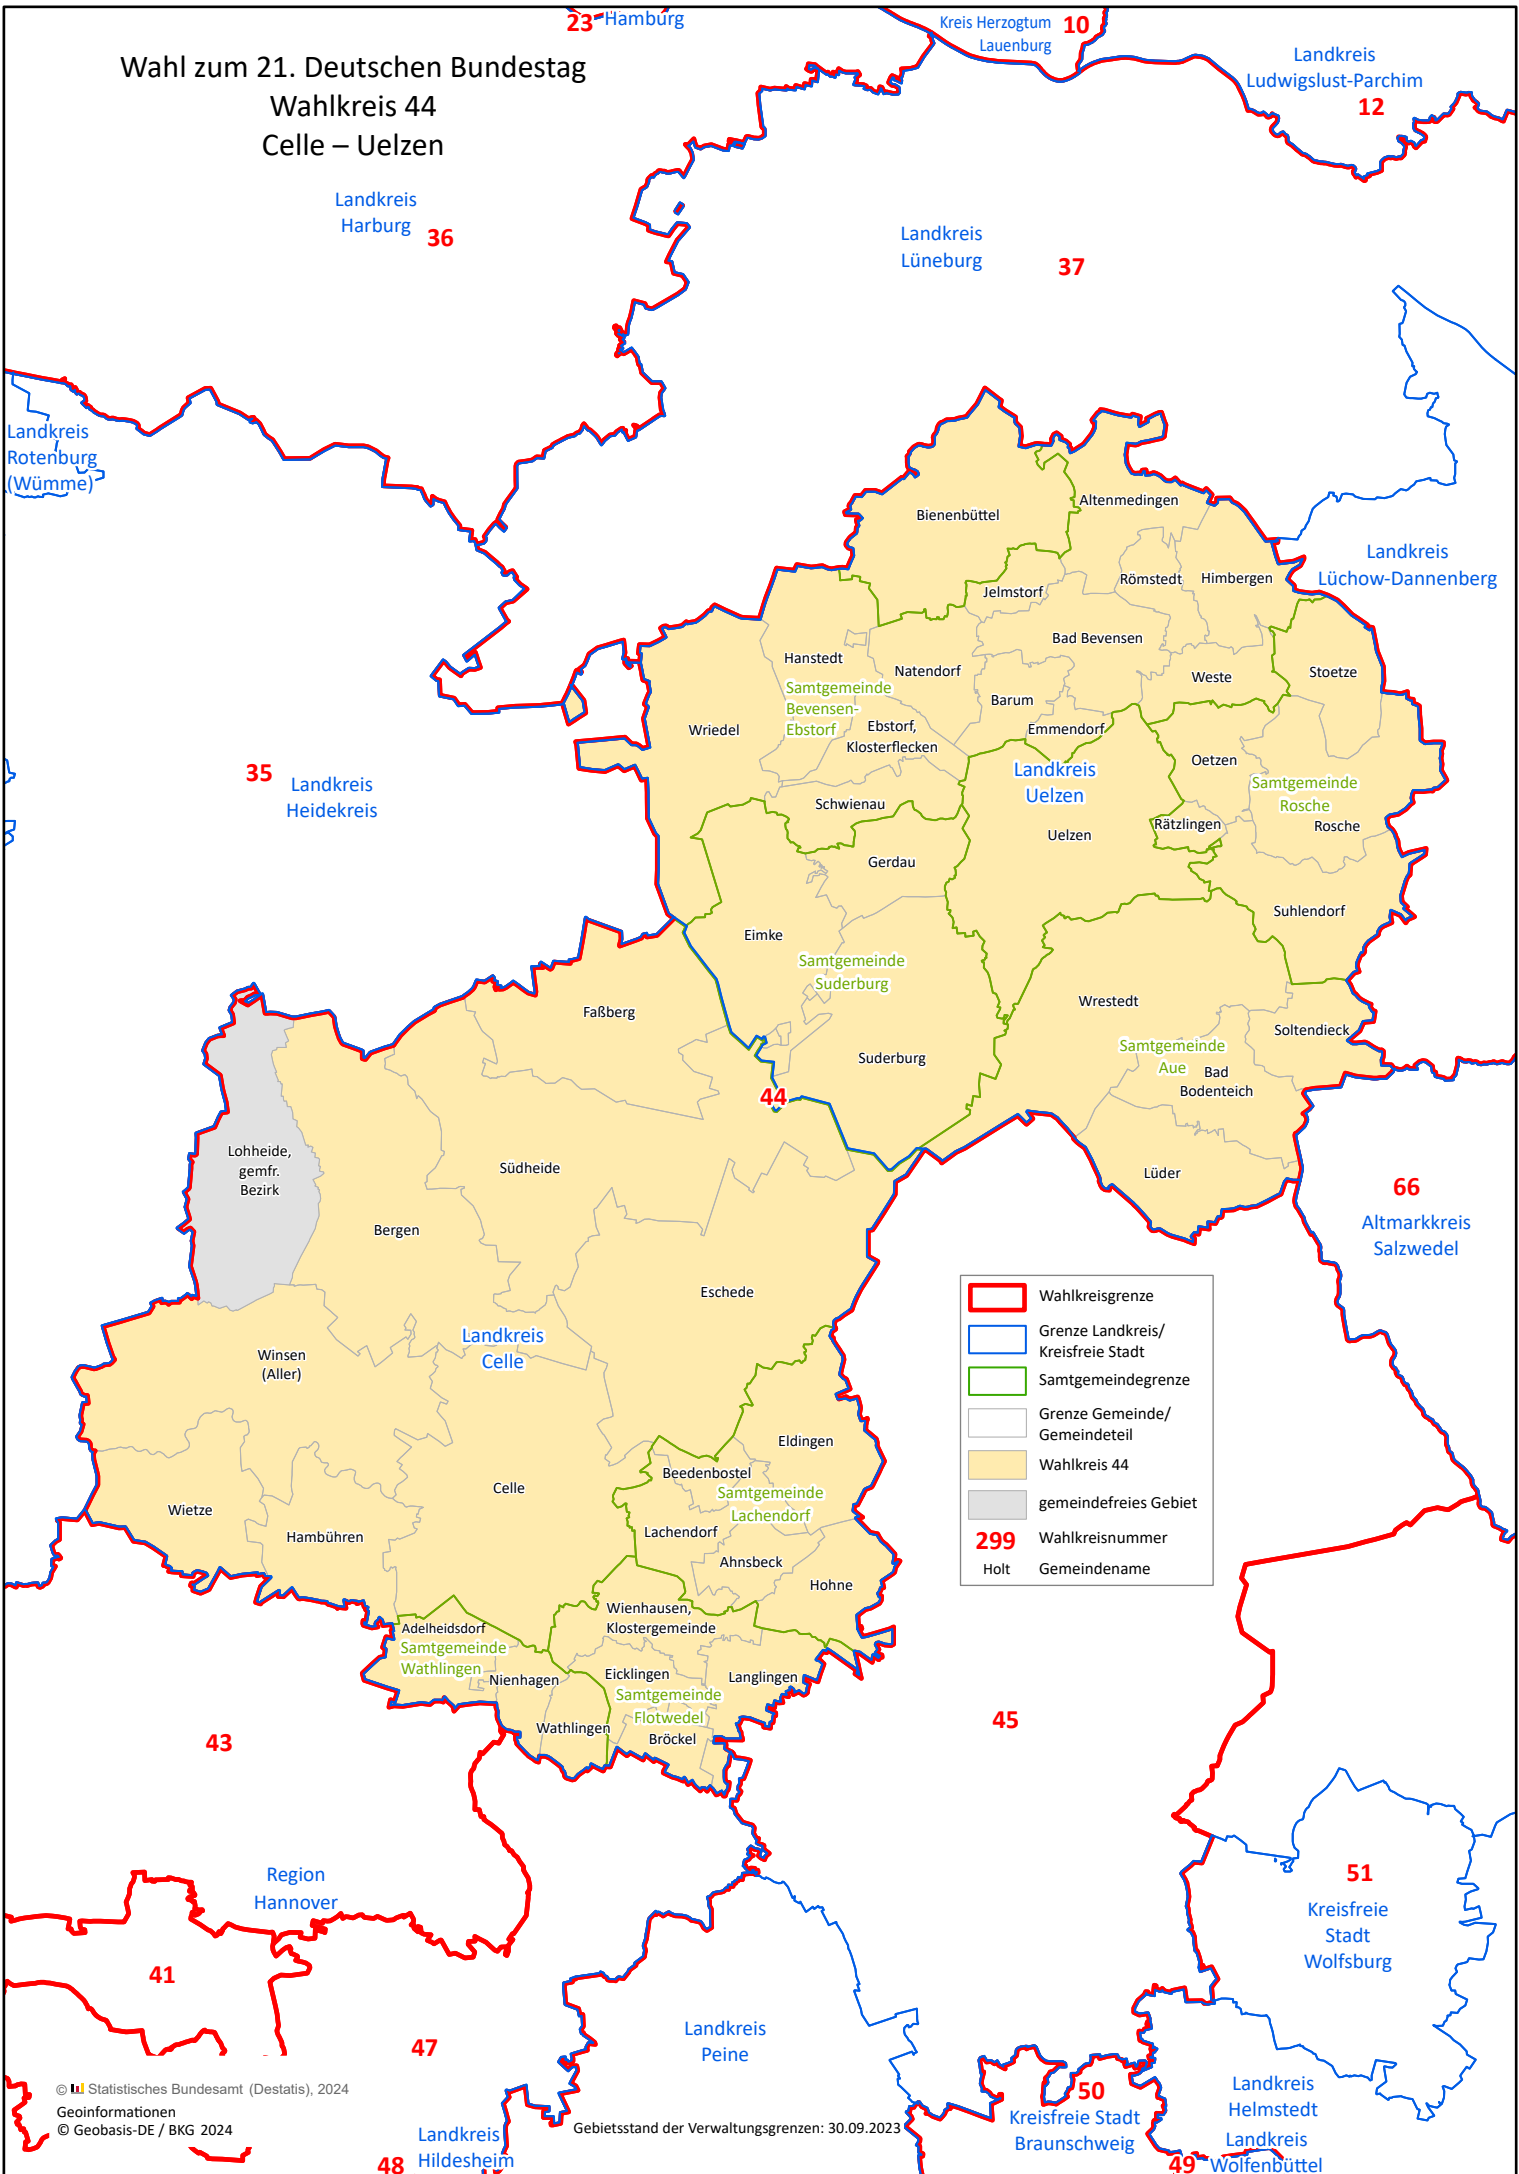 Wahl zum 21. Deutschen Bundestag
Wahlkreis 44
Celle – Uelzen
23
Hamburg
Kreis Herzogtum
Lauenburg
10
Landkreis
Ludwigslust-Parchim
12
Landkreis
Harburg
36
Landkreis
Lüneburg
37
Landkreis
Rotenburg
(Wümme)
Landkreis
Lüchow-Dannenberg
35
Landkreis
Heidekreis
Bienenbüttel
Altenmedingen
Jelmstorf
Römstedt
Himbergen
Bad Bevensen
Hanstedt
Natendorf
Samtgemeinde
Bevensen-
Ebstorf
Barum
Weste
Stoetze
Wriedel
Ebstorf,
Klosterflecken
Emmendorf
Oetzen
Landkreis
Uelzen
Samtgemeinde
Rosche
Schwienau
Uelzen
Rätzlingen
Rosche
Gerdau
Suhlendorf
Eimke
Samtgemeinde
Suderburg
Wrestedt
Faßberg
Soltendieck
Suderburg
Samtgemeinde
Aue
Bad
Bodenteich
44
Lohheide,
gemfr.
Bezirk
Südheide
Lüder
Bergen
66
Altmarkkreis
Salzwedel
Eschede
Landkreis
Celle
Winsen
(Aller)
Eldingen
Beedenbostel
Samtgemeinde
Lachendorf
Celle
Wietze
Hambühren
Lachendorf
Ahnsbeck
Hohne
Wienhausen,
Klostergemeinde
Adelheidsdorf
Samtgemeinde
Wathlingen
Nienhagen
Eicklingen
Langlingen
Samtgemeinde
Flotwedel
Wathlingen
Bröckel
Wahlkreisgrenze
Grenze Landkreis/
Kreisfreie Stadt
Samtgemeindegrenze
Grenze Gemeinde/
Gemeindeteil
Wahlkreis 44
gemeindefreies Gebiet
299 Wahlkreisnummer
Holt Gemeindename
43
45
Region
Hannover
51
Kreisfreie
Stadt
Wolfsburg
41
47
Landkreis
Peine
50
Kreisfreie Stadt
Braunschweig
Landkreis
Helmstedt
Landkreis
Wolfenbüttel
49
48
Landkreis
Hildesheim
© Statistisches Bundesamt (Destatis), 2024
Geoinformationen
© Geobasis-DE / BKG 2024
Gebietsstand der Verwaltungsgrenzen: 30.09.2023